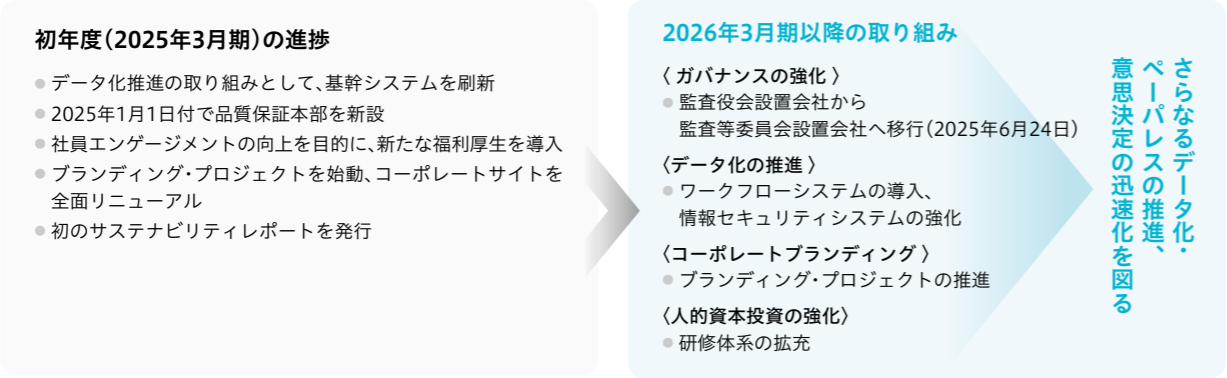 初年度（2025年3月期）の進捗
● データ化推進の取り組みとして、基幹システムを刷新
● 2025年1月1日付で品質保証本部を新設
● 社員エンゲージメントの向上を目的に、新たな福利厚生を導入
● ブランディング・プロジェクトを始動、コーポレートサイトを
全面リニューアル
● 初のサステナビリティレポートを発行
2026年3月期以降の取り組み
〈 ガバナンスの強化 〉
● 監査役会設置会社から
監査等委員会設置会社へ移行（2025年6月24日）
〈データ化の推進 〉
● ワークフローシステムの導入、
情報セキュリティシステムの強化
〈コーポレートブランディング 〉
● ブランディング・プロジェクトの推進
〈人的資本投資の強化〉
● 研修体系の拡充
さらなるデータ化・
ペーパレスの推進、
意思決定の迅速化を図る